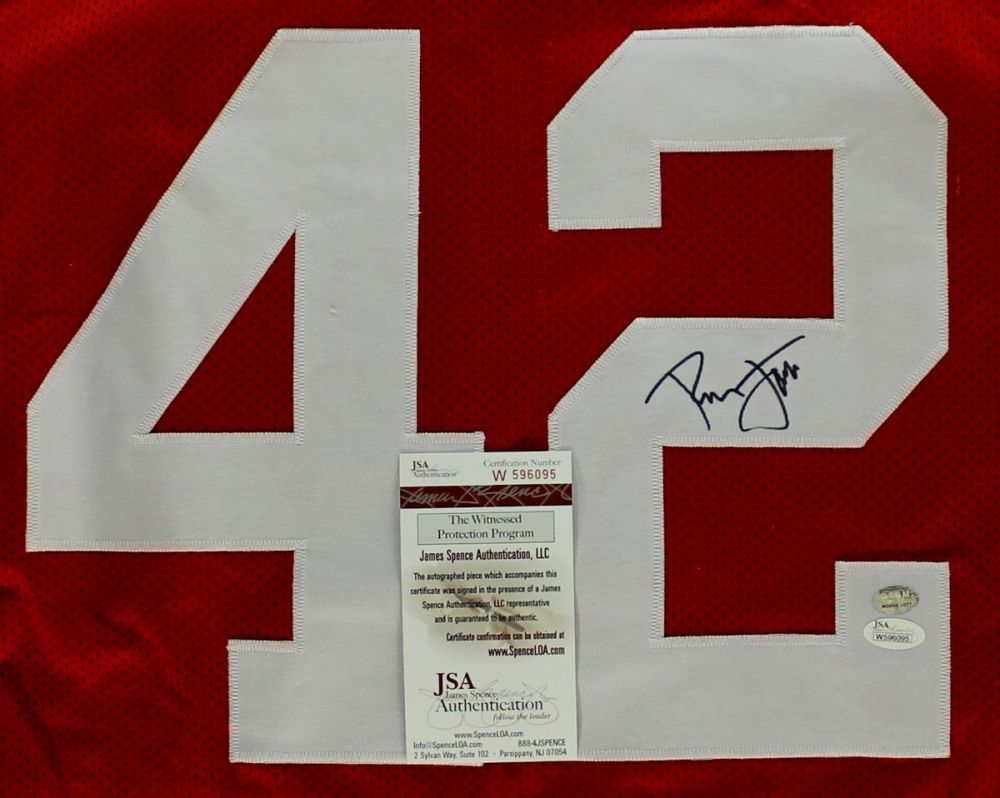 42
JSA
Authentication
Certification Number:
W 596095
The Witnessed
Protection Program
James Spence Authentication, LLC
The autographed piece which accompanies this
certificate was signed in the presence of a James
Spence Authentication, LLC representative
and is guaranteed to be authentic.
Certificate confirmation can be obtained at
www.SpenceLOA.com
JSA
James Spence
Authentication
follow the leader
www.SpenceLOA.com
Info@SpenceLOA.com 888-4JSPENCE
2 Sylvan Way, Suite 102 - Parsippany, NJ 07054
RONNIE LOTT
JSA
W596095